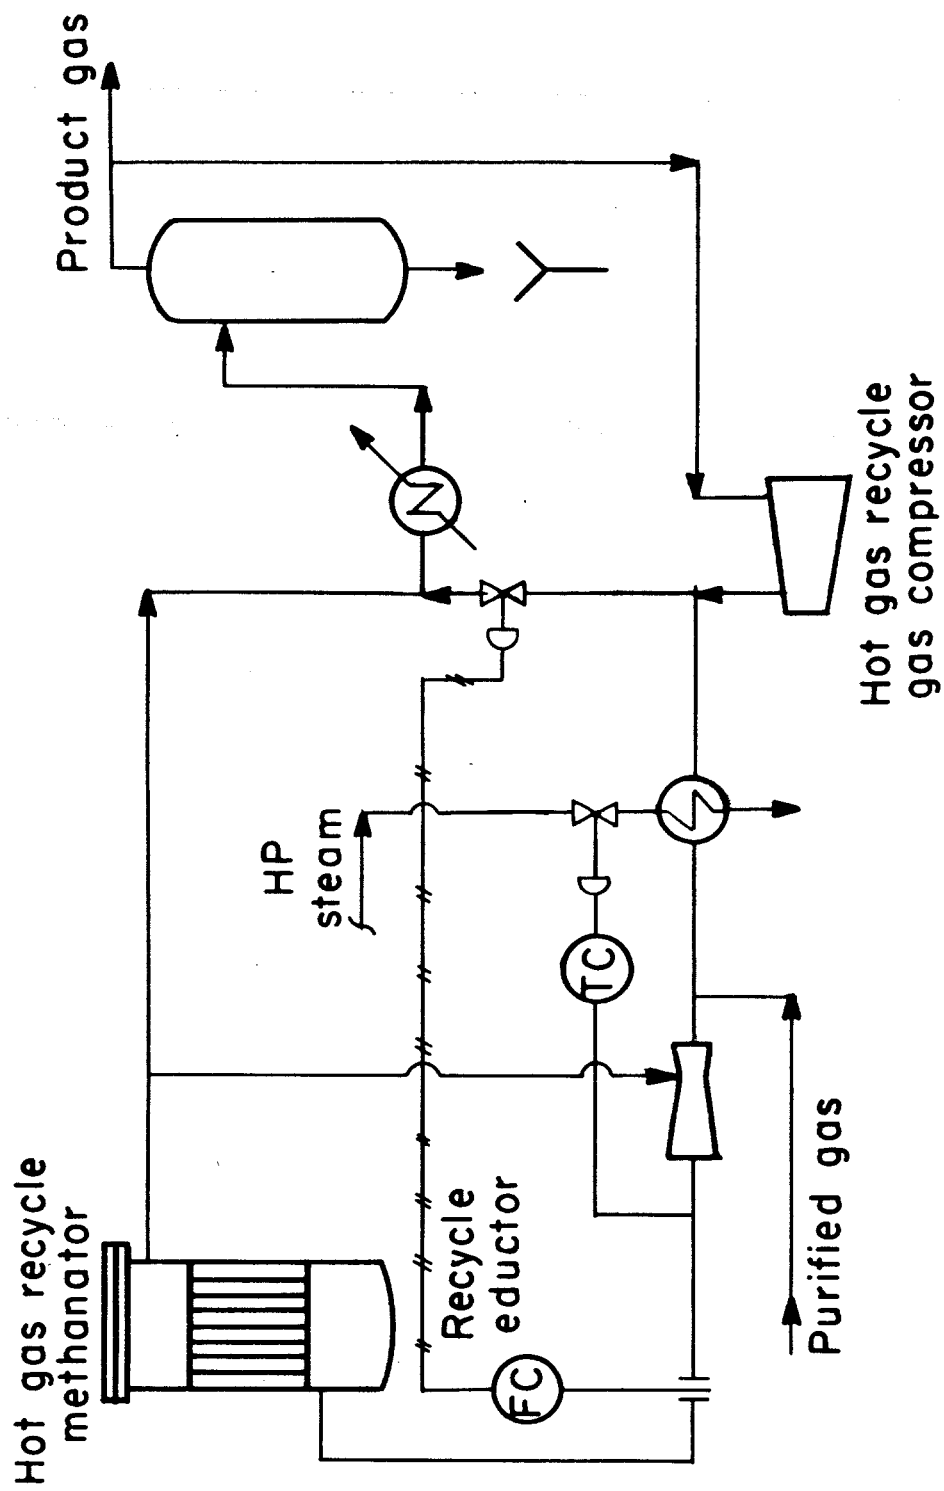 Hot gas recycle
methanator
Product gas
HP
steam
TC
Recycle
eductor
FC
Purified gas
Hot gas recycle
gas compressor